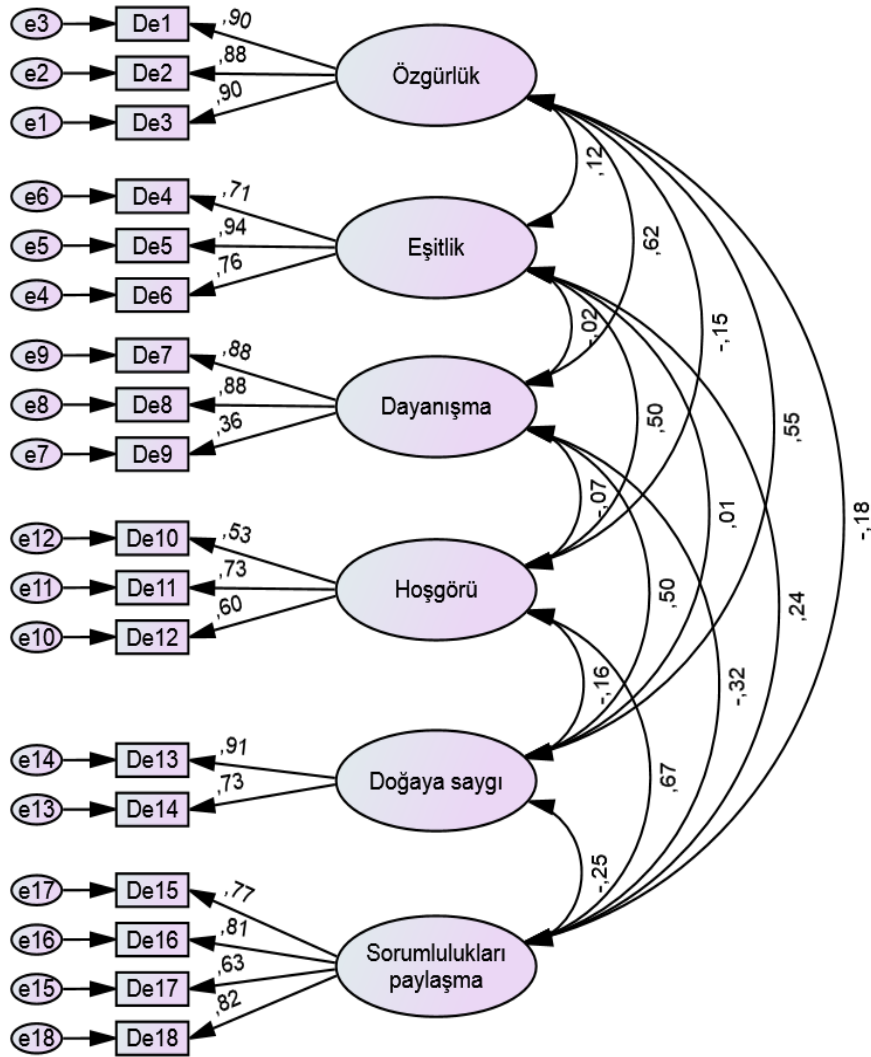 e3 De1 ,90
e2 De2 ,88
e1 De3 ,90
Özgürlük
e6 De4 ,71
e5 De5 ,94
e4 De6 ,76
Eşitlik
e9 De7 ,88
e8 De8 ,88
e7 De9 ,36
Dayanışma
e12 De10 ,53
e11 De11 ,73
e10 De12 ,60
Hoşgörü
e14 De13 ,91
e13 De14 ,73
Doğaya saygı
e17 De15 ,77
e16 De16 ,81
e15 De17 ,63
e18 De18 ,82
Sorumlulukları
paylaşma
,12
,62
-,15
,55
-,18
-,02
,50
,01
,24
-,07
,50
-,32
-,16
,67
-,25